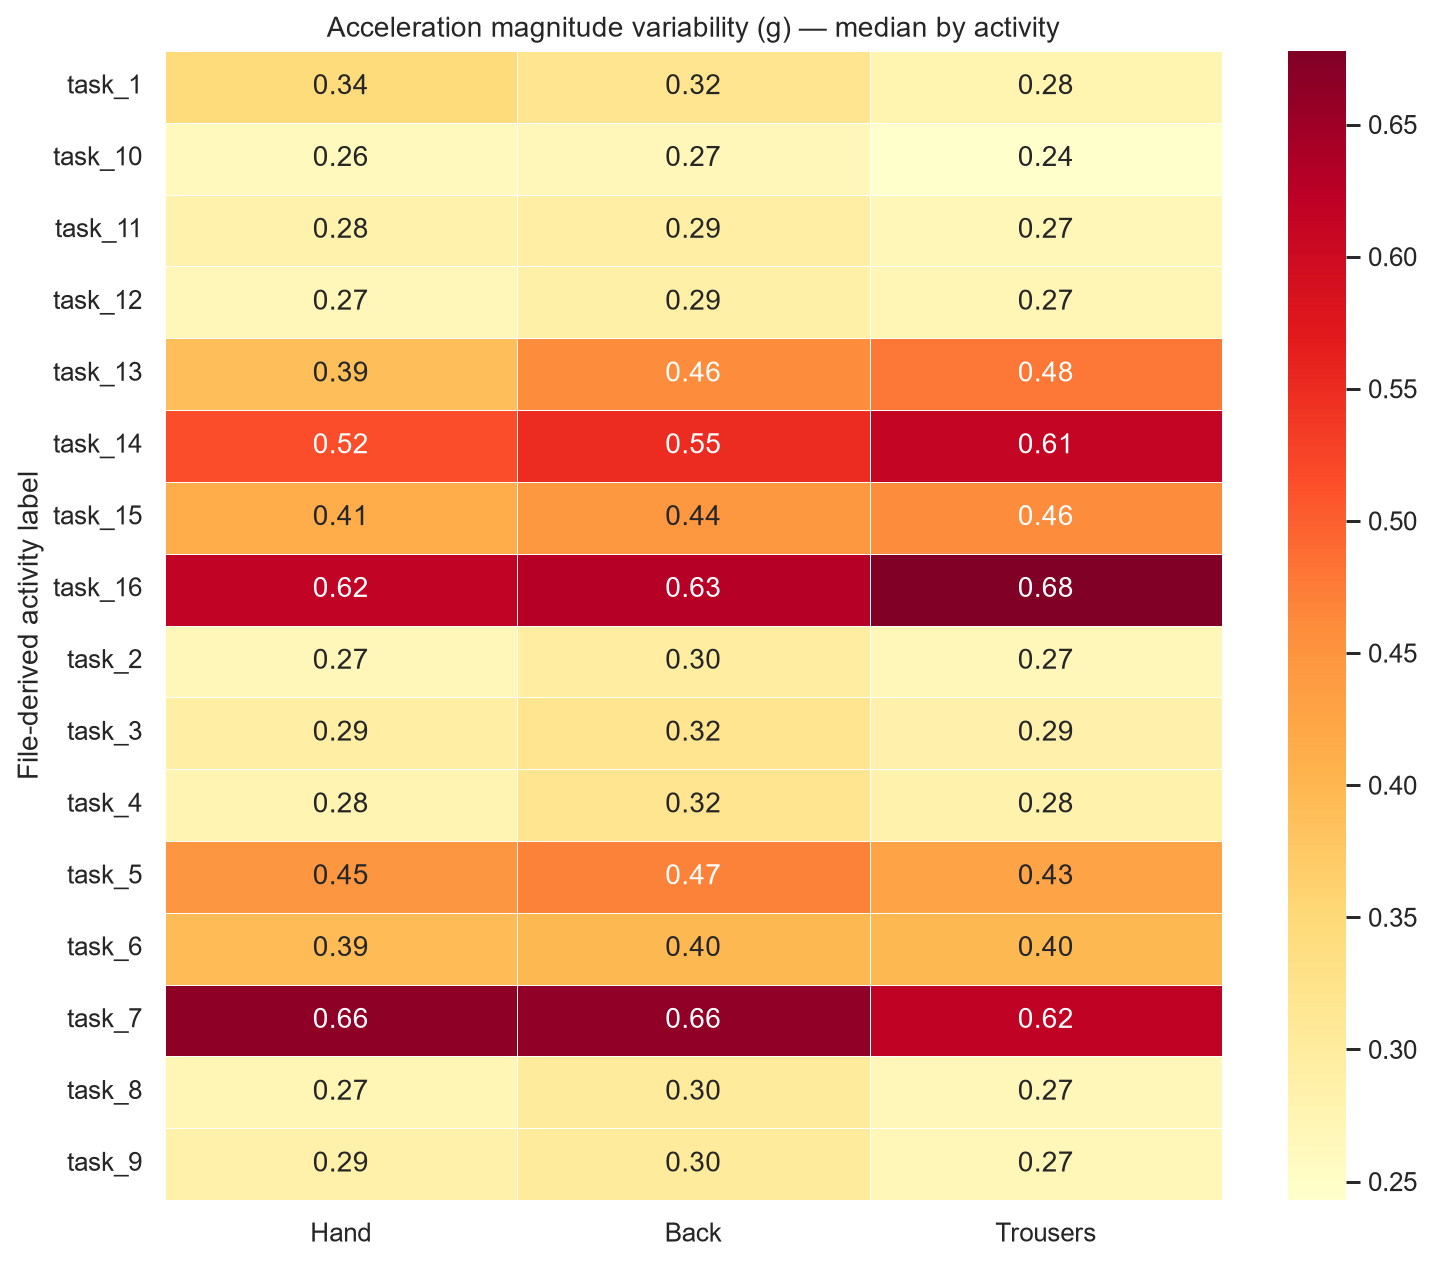 Acceleration magnitude variability (g) — median by activity
File-derived activity label
task_1 0.34 0.32 0.28
task_10 0.26 0.27 0.24
task_11 0.28 0.29 0.27
task_12 0.27 0.29 0.27
task_13 0.39 0.46 0.48
task_14 0.52 0.55 0.61
task_15 0.41 0.44 0.46
task_16 0.62 0.63 0.68
task_2 0.27 0.30 0.27
task_3 0.29 0.32 0.29
task_4 0.28 0.32 0.28
task_5 0.45 0.47 0.43
task_6 0.39 0.40 0.40
task_7 0.66 0.66 0.62
task_8 0.27 0.30 0.27
task_9 0.29 0.30 0.27
Hand Back Trousers
0.65
0.60
0.55
0.50
0.45
0.40
0.35
0.30
0.25